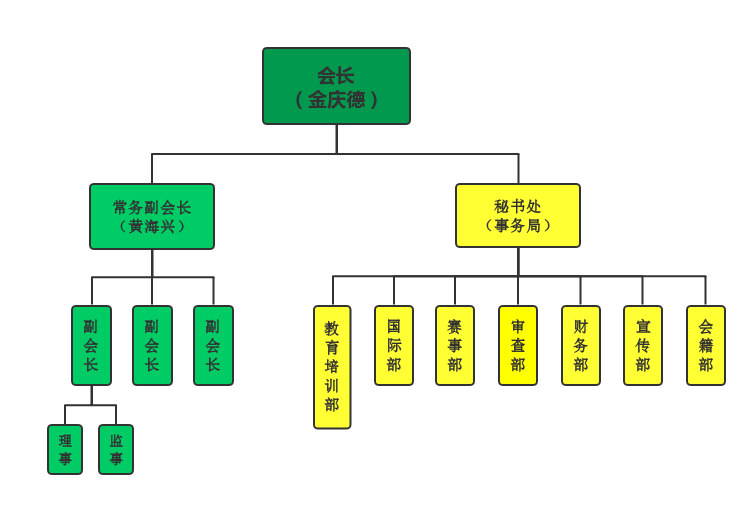 会长
（金庆德）
常务副会长
（黄海兴）
秘书处
（事务局）
副会长
副会长
副会长
教育培训部
国际部
赛事部
审查部
财务部
宣传部
会籍部
理事
监事